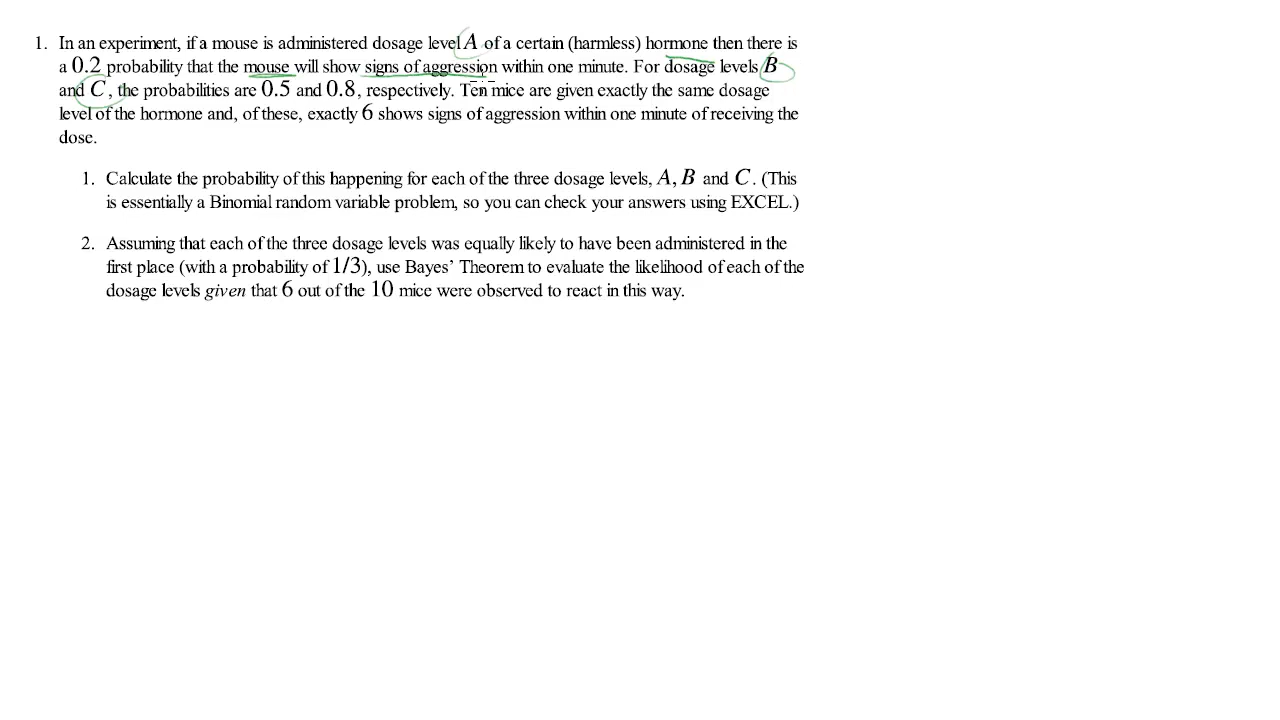 1. In an experiment, if a mouse is administered dosage level A of a certain (harmless) hormone then there is
a 0.2 probability that the mouse will show signs of aggression within one minute. For dosage levels B
and C, the probabilities are 0.5 and 0.8, respectively. Ten mice are given exactly the same dosage
level of the hormone and, of these, exactly 6 shows signs of aggression within one minute of receiving the
dose.
1. Calculate the probability of this happening for each of the three dosage levels, A, B and C. (This
is essentially a Binomial random variable problem, so you can check your answers using EXCEL.)
2. Assuming that each of the three dosage levels was equally likely to have been administered in the
first place (with a probability of 1/3), use Bayes' Theorem to evaluate the likelihood of each of the
dosage levels given that 6 out of the 10 mice were observed to react in this way.